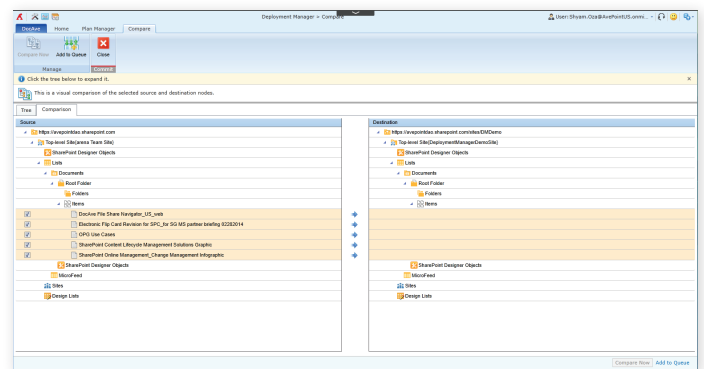 Deployment Manager > Compare
User: Shyam.Oza@AvePointUS.onmi...
DocAve Home Plan Manager Compare
Compare Now Add to Queue Close
Manage Commit
Click the tree below to expand it.
This is a visual comparison of the selected source and destination nodes.
Tree Comparison
Source Destination
https://avepointdao.sharepoint.com https://avepointdao.sharepoint.com/sites/DMDemo
Top-level Site[arena Team Site] Top-level Site[DeploymentManagerDemoSite]
SharePoint Designer Objects SharePoint Designer Objects
Lists Lists
Documents Documents
Root Folder Root Folder
Folders Folders
Items Items
DocAve File Share Navigator_US_web
Electronic Flip Card Revision for SPC_for SG MS partner briefing 02282014
OPG Use Cases
SharePoint Content Lifecycle Management Solutions Graphic
SharePoint Online Management_Change Management Infographic
SharePoint Designer Objects SharePoint Designer Objects
MicroFeed MicroFeed
Sites Sites
Design Lists Design Lists
Compare Now Add to Queue